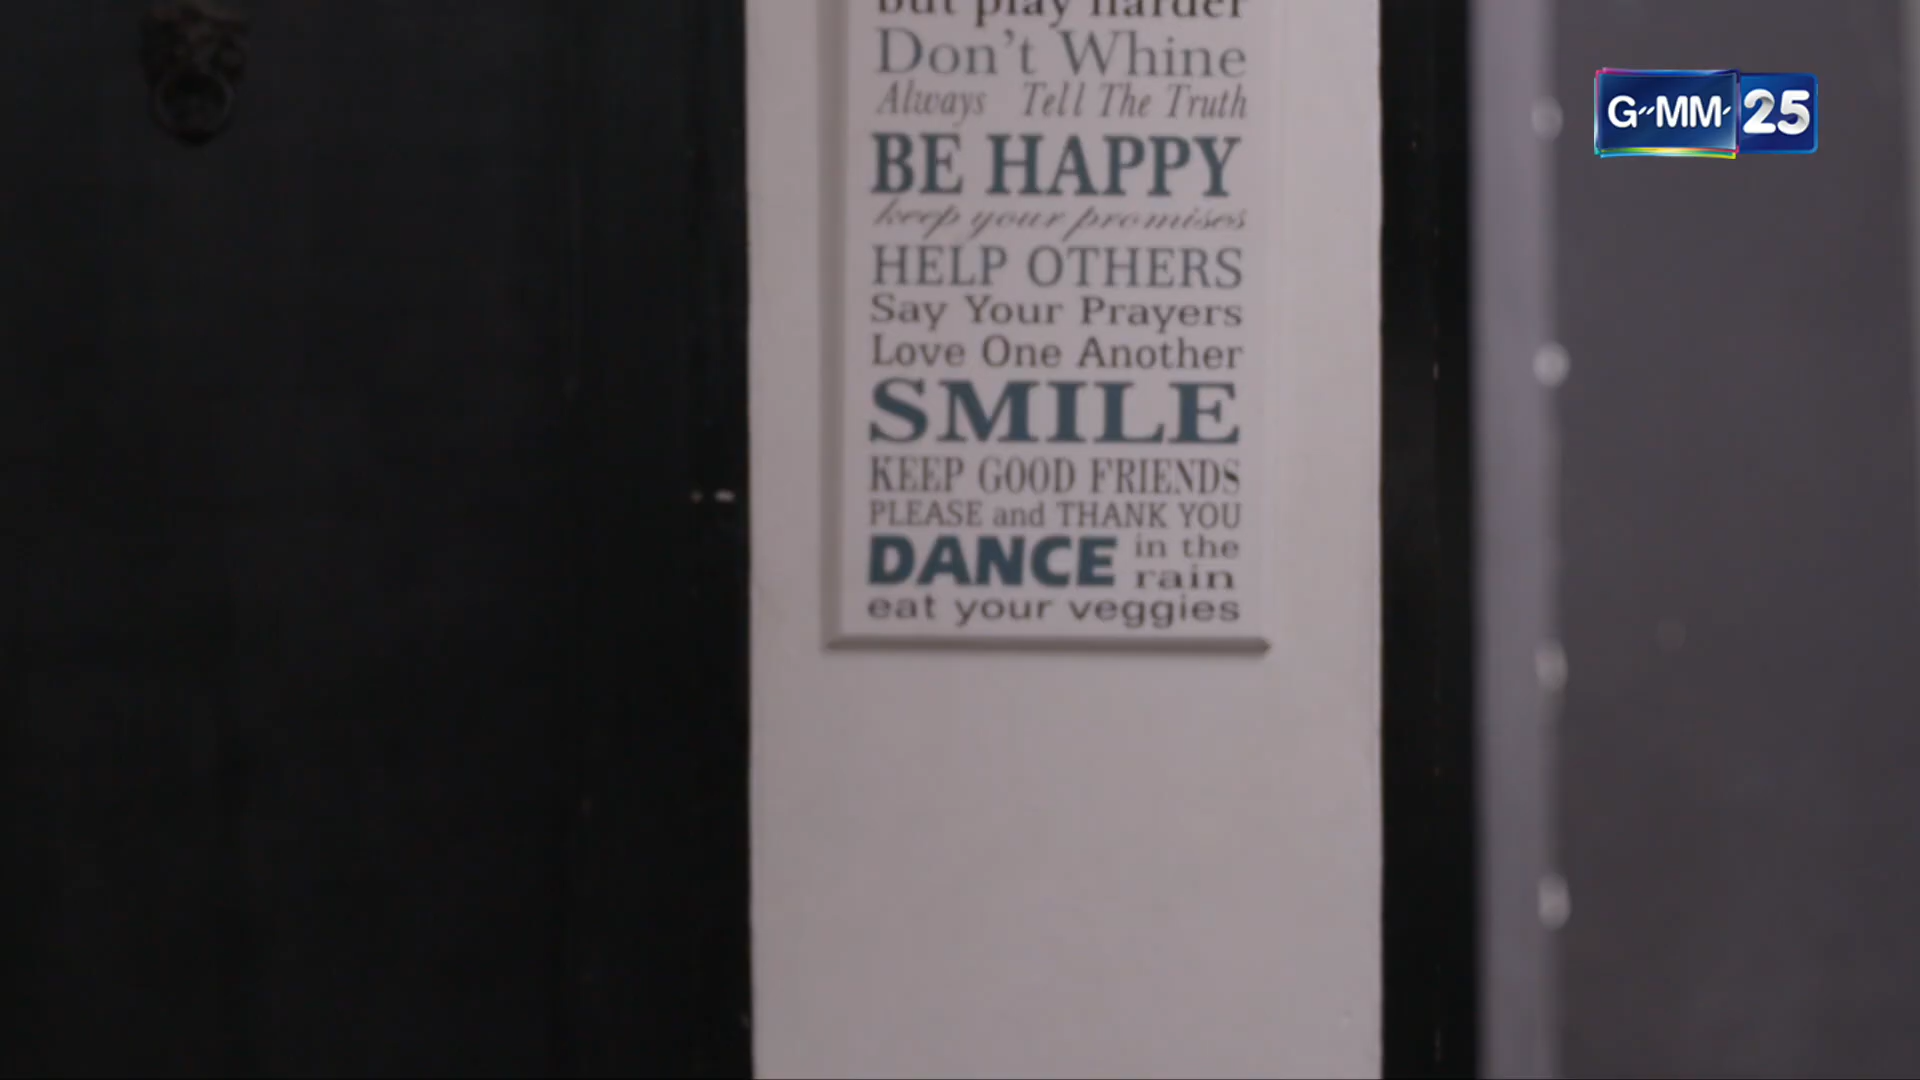 but play harder
Don't Whine
Always Tell The Truth
BE HAPPY
keep your promises
HELP OTHERS
Say Your Prayers
Love One Another
SMILE
KEEP GOOD FRIENDS
PLEASE and THANK YOU
DANCE in the rain
eat your veggies
GMM 25